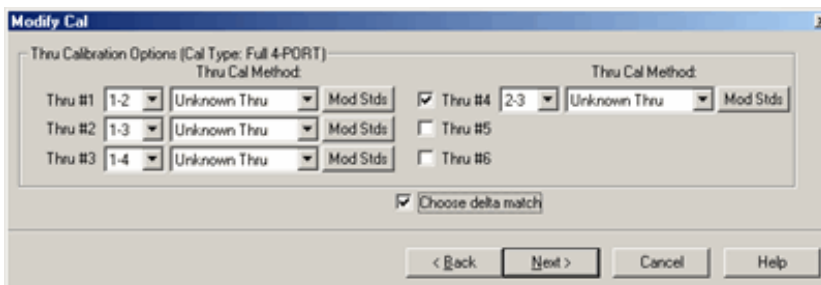 Modify Cal
Thru Calibration Options (Cal Type: Full 4-PORT)
Thru Cal Method: Thru Cal Method:
Thru #1 1-2 Unknown Thru Mod Stds Thru #4 2-3 Unknown Thru Mod Stds
Thru #2 1-3 Unknown Thru Mod Stds Thru #5
Thru #3 1-4 Unknown Thru Mod Stds Thru #6
Choose delta match
< Back Next > Cancel Help